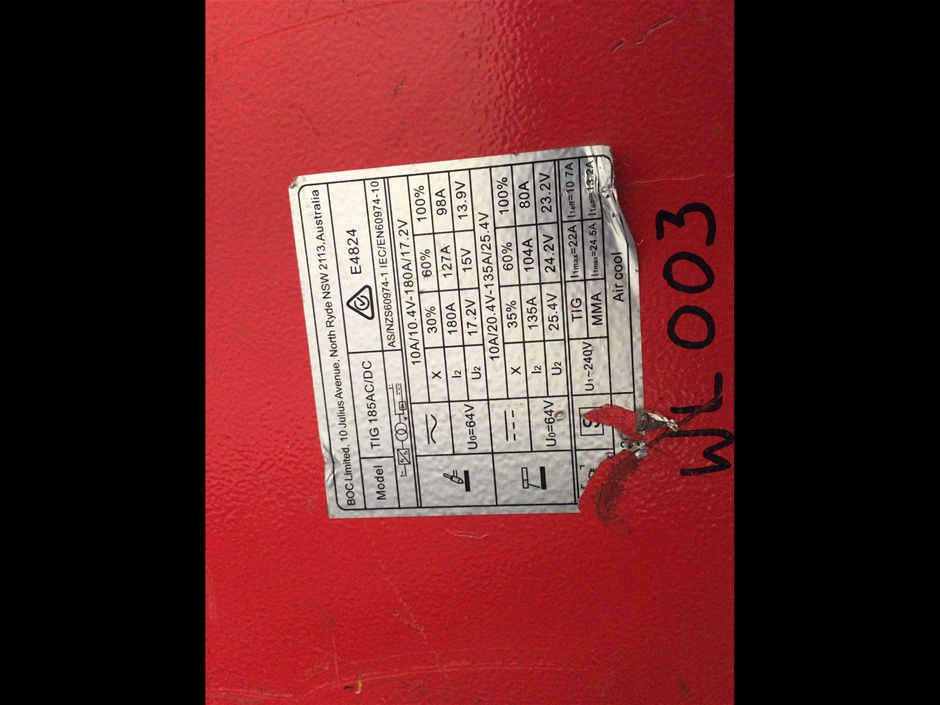 BOC Limited, 10 Julius Avenue, North Ryde NSW 2113, Australia
Model TIG 185AC/DC E4824
AS/NZS60974-1 IEC/EN60974-10
10A/10.4V-180A/17.2V
X 30% 60% 100%
I2 180A 127A 98A
U0=64V U2 17.2V 15V 13.9V
10A/20.4V-135A/25.4V
X 35% 60% 100%
I2 135A 104A 80A
U0=64V U2 25.4V 24.2V 23.2V
S U1~240V TIG I1max=22A I1eff=10.7A
MMA I1max=24.5A I1eff=13.2A
Air cool
WL 003